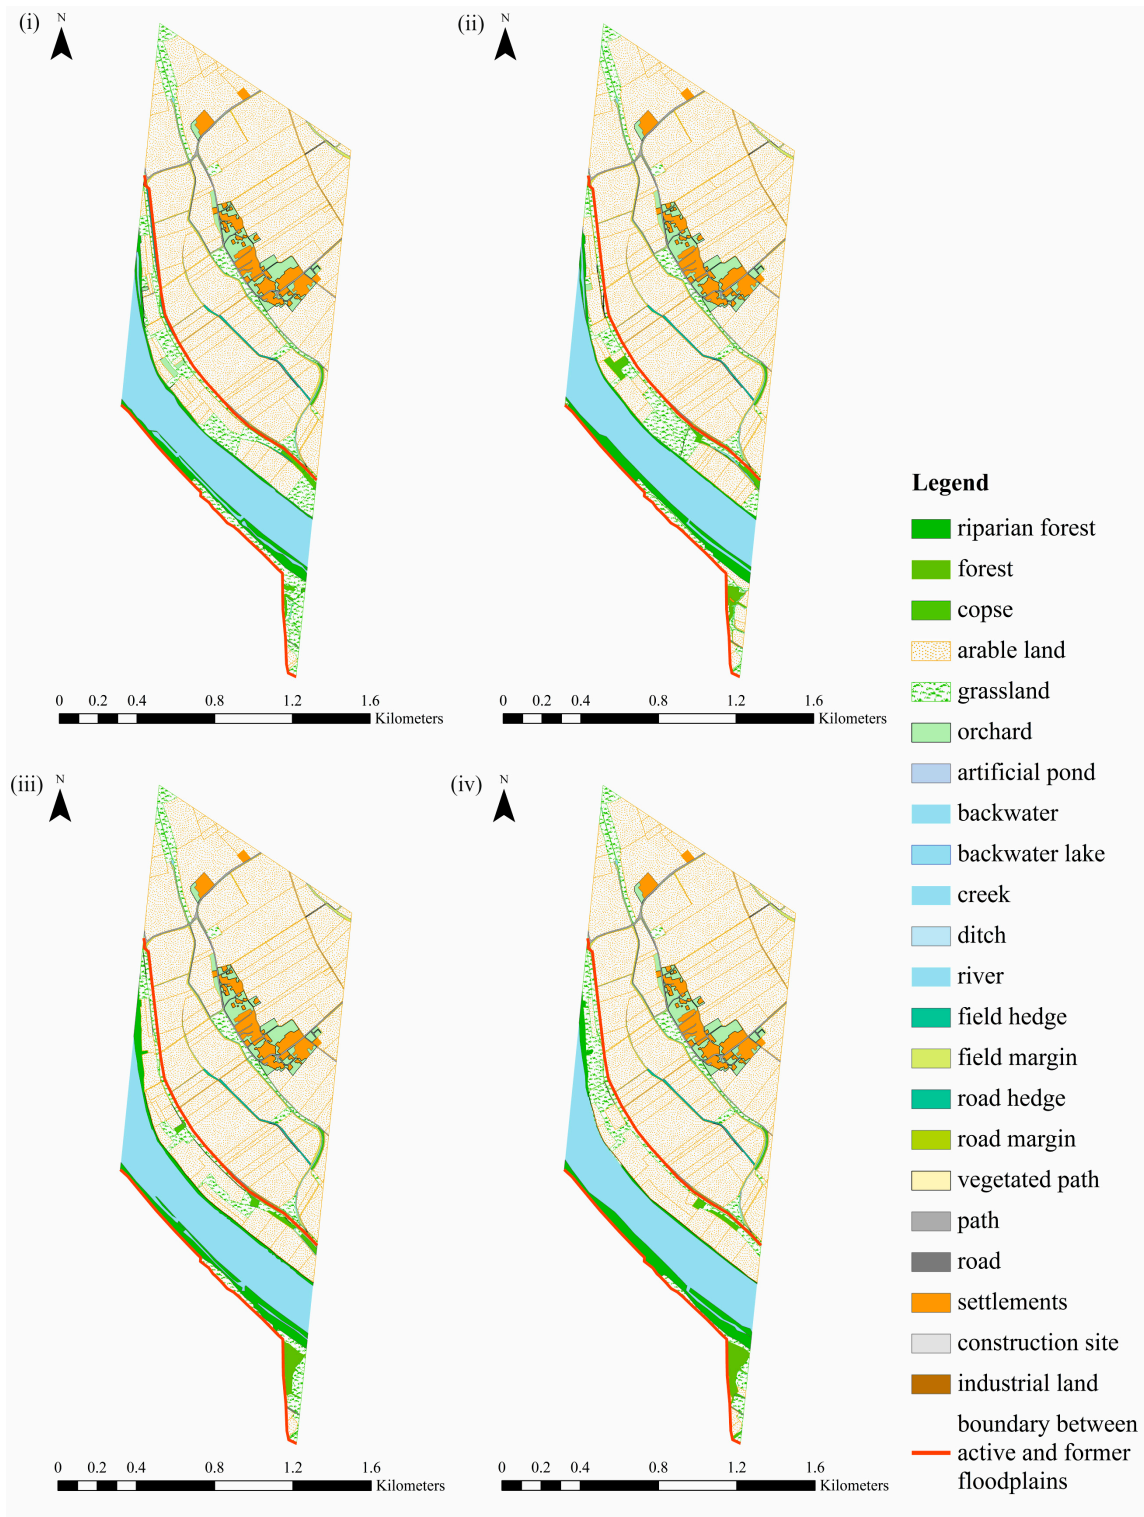 (i)
N
(ii)
N
0 0.2 0.4 0.8 1.2 1.6
Kilometers
0 0.2 0.4 0.8 1.2 1.6
Kilometers
(iii)
N
(iv)
N
0 0.2 0.4 0.8 1.2 1.6
Kilometers
0 0.2 0.4 0.8 1.2 1.6
Kilometers
Legend
riparian forest
forest
copse
arable land
grassland
orchard
artificial pond
backwater
backwater lake
creek
ditch
river
field hedge
field margin
road hedge
road margin
vegetated path
path
road
settlements
construction site
industrial land
boundary between
active and former
floodplains